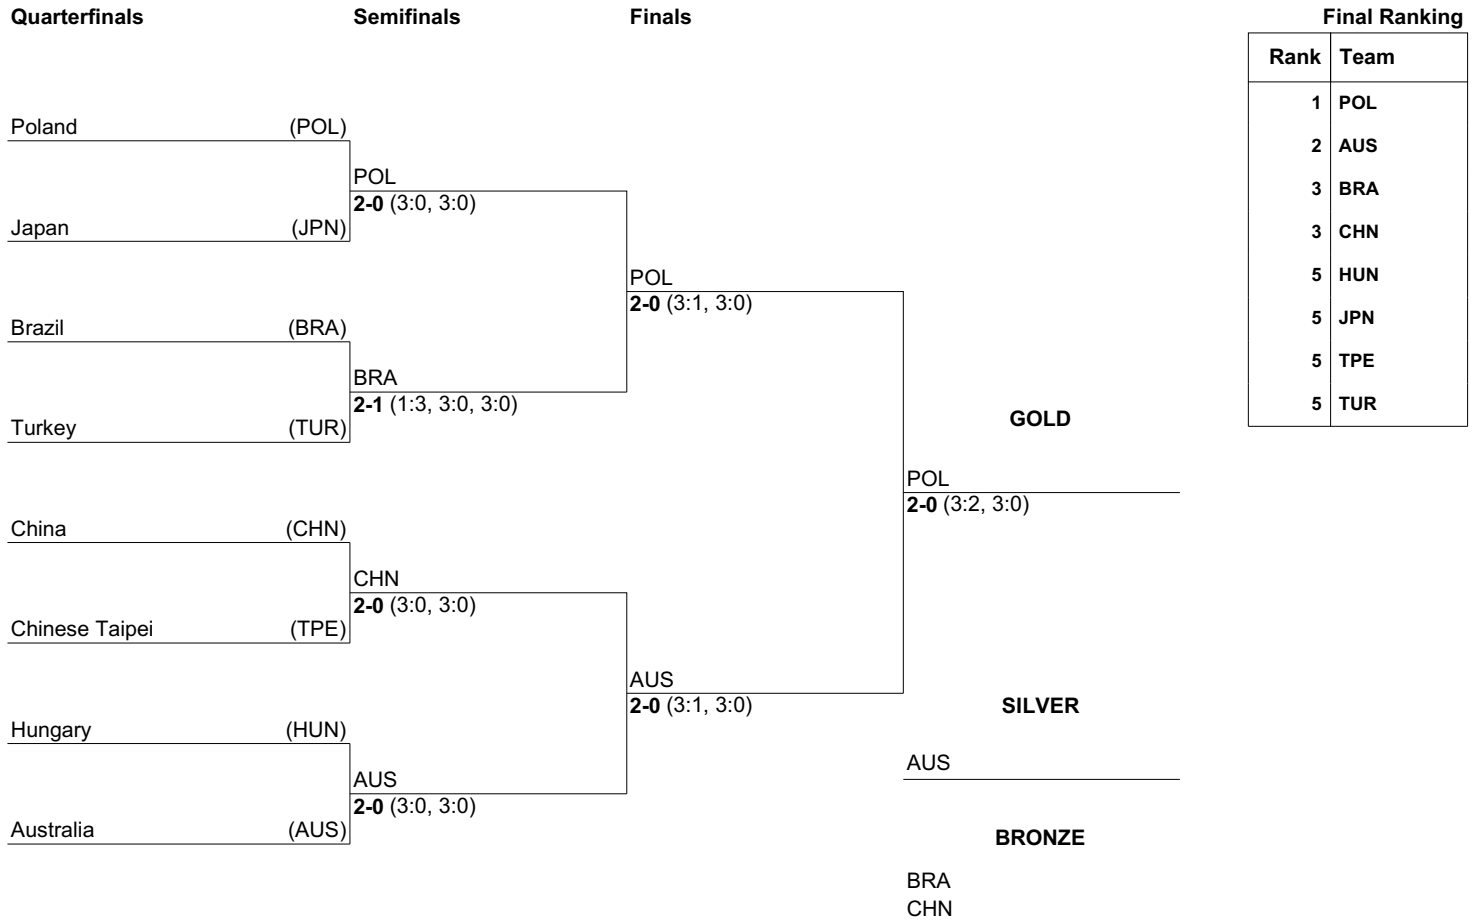 Quarterfinals Semifinals Finals Final Ranking
Rank Team
1 POL
2 AUS
3 BRA
3 CHN
5 HUN
5 JPN
5 TPE
5 TUR
Poland (POL)
POL
2-0 (3:0, 3:0)
Japan (JPN)
POL
2-0 (3:1, 3:0)
Brazil (BRA)
BRA
2-1 (1:3, 3:0, 3:0)
Turkey (TUR)
GOLD
POL
2-0 (3:2, 3:0)
China (CHN)
CHN
2-0 (3:0, 3:0)
Chinese Taipei (TPE)
AUS
2-0 (3:1, 3:0)
Hungary (HUN)
AUS
2-0 (3:0, 3:0)
Australia (AUS)
SILVER
AUS
BRONZE
BRA
CHN